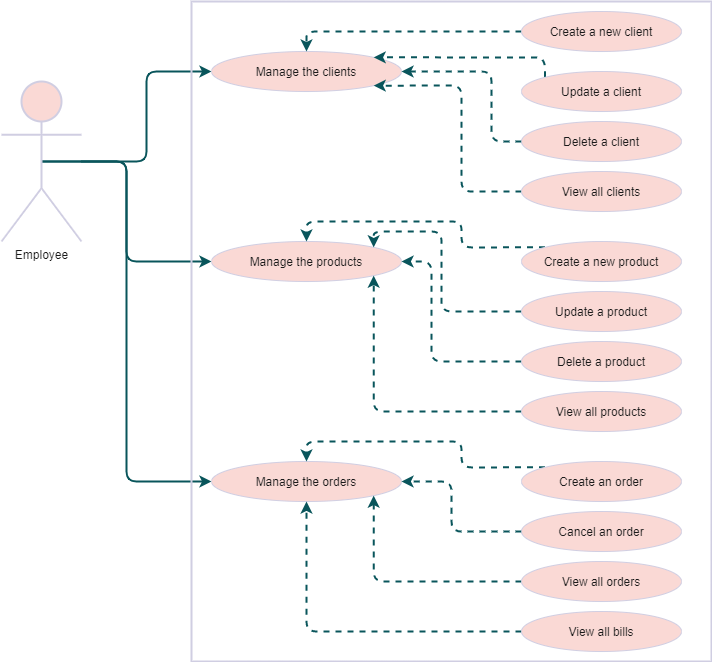 Create a new client
Manage the clients
Update a client
Delete a client
View all clients
Employee
Manage the products
Create a new product
Update a product
Delete a product
View all products
Manage the orders
Create an order
Cancel an order
View all orders
View all bills